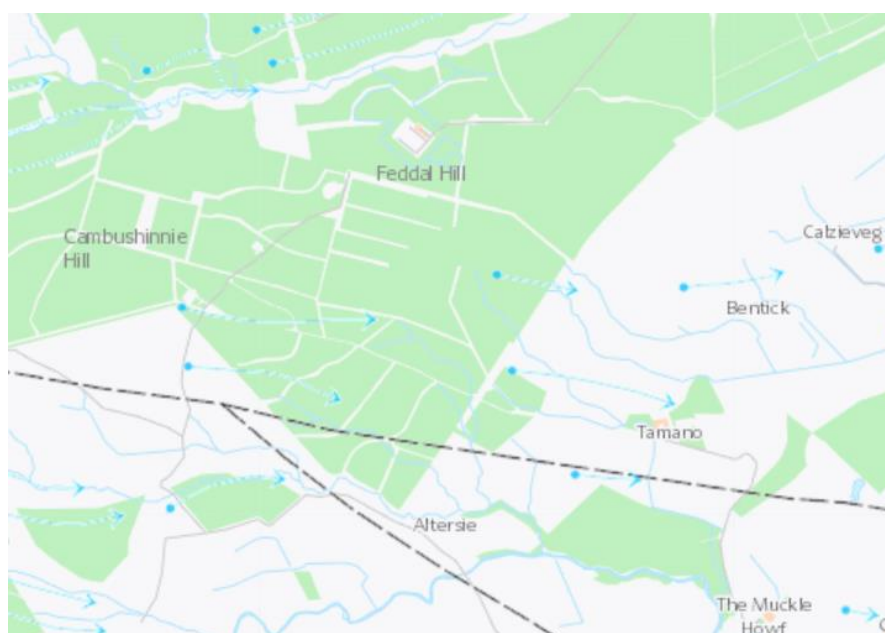 Feddal Hill
Cambushinnie
Hill
Calzieveg
Bentick
Tamano
Altersie
The Muckle
Howf